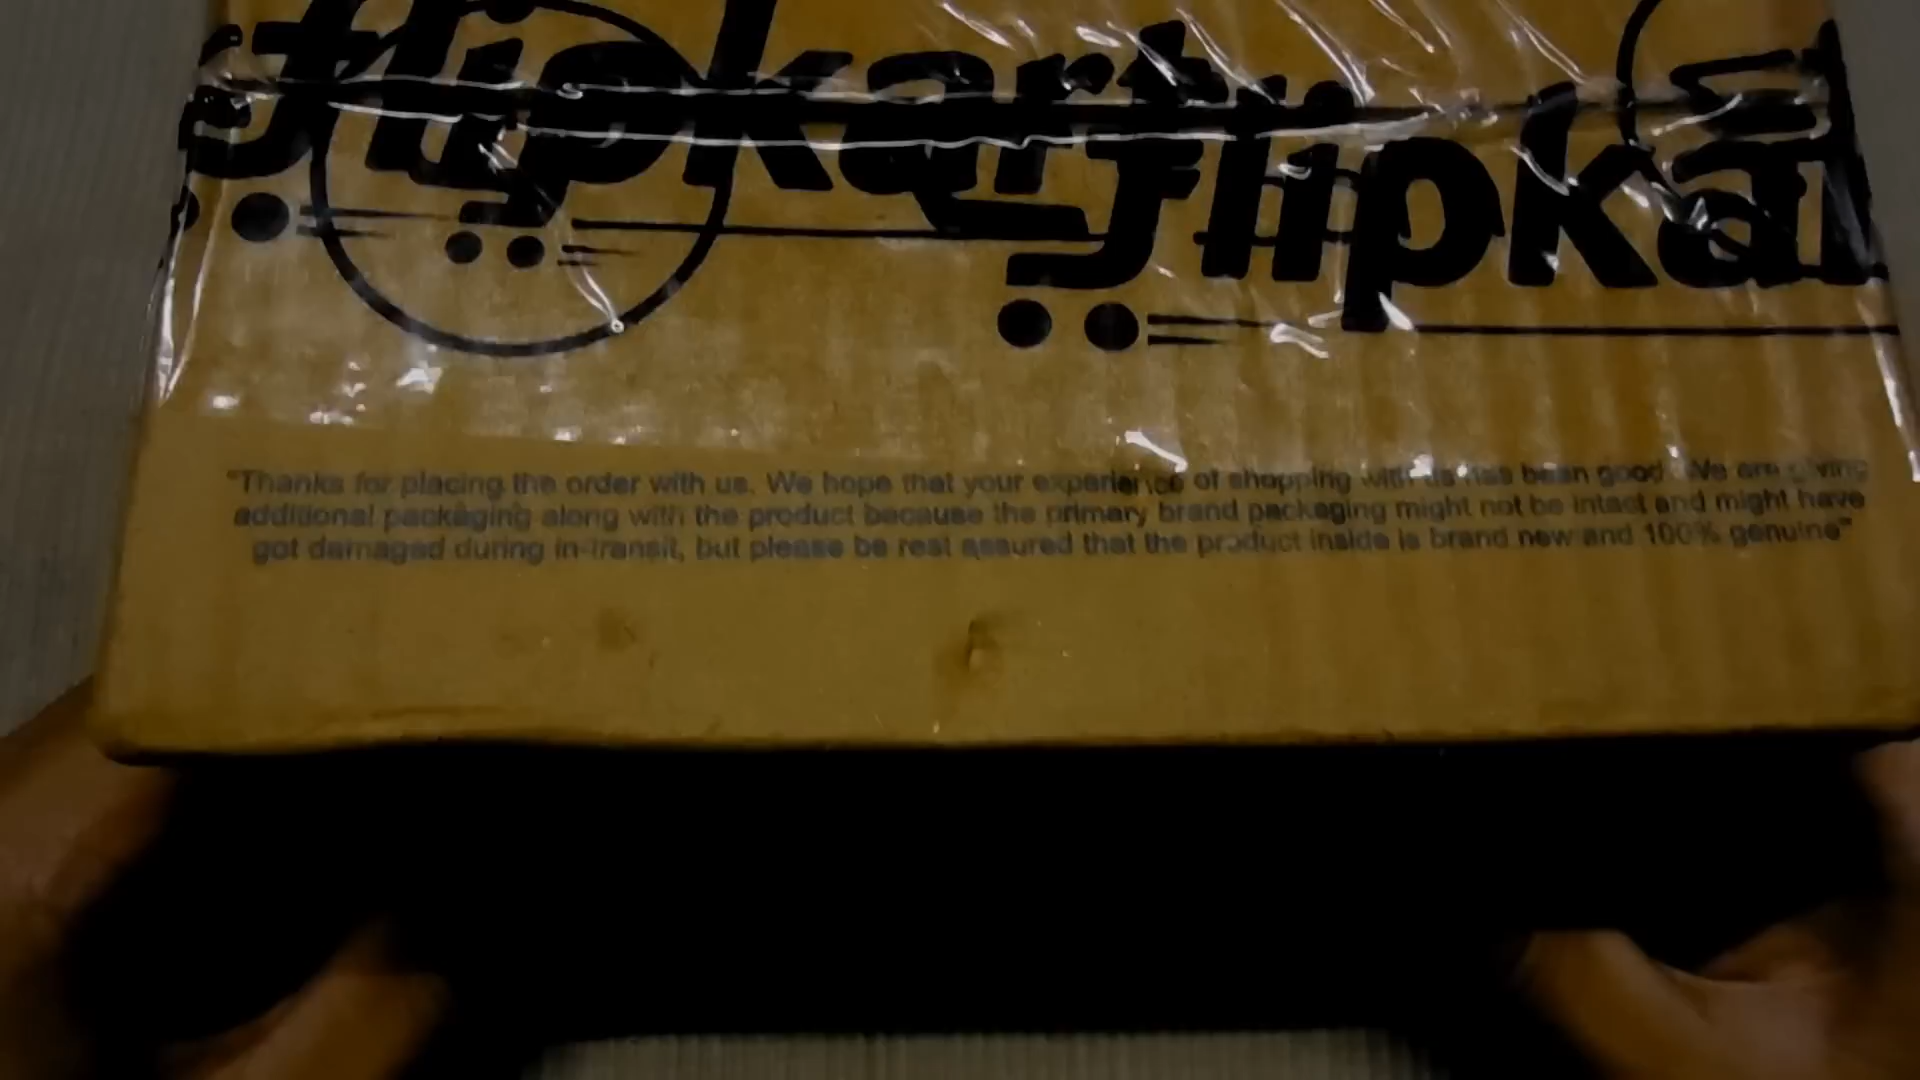 flipkart flipkar
"Thanks for placing the order with us. We hope that your experience of shopping with us has been good. We are giving
additional packaging along with the product because the primary brand packaging might not be intact and might have
got damaged during in-transit, but please be rest assured that the product inside is brand new and 100% genuine"